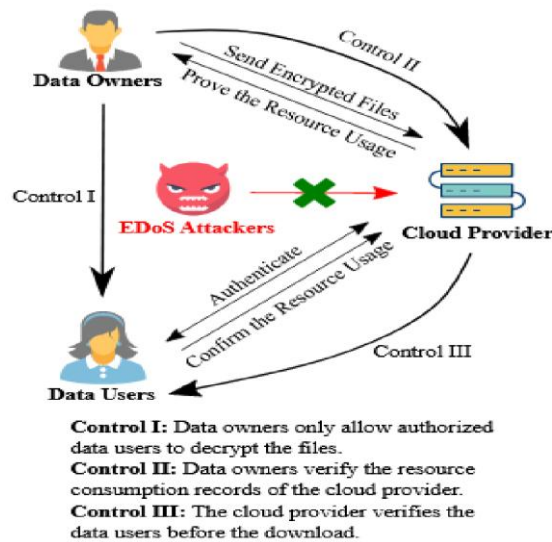 Control II
Send Encrypted Files
Prove the Resource Usage
Data Owners
Control I
EDoS Attackers
Cloud Provider
Authenticate
Confirm the Resource Usage
Control III
Data Users
Control I: Data owners only allow authorized
data users to decrypt the files.
Control II: Data owners verify the resource
consumption records of the cloud provider.
Control III: The cloud provider verifies the
data users before the download.